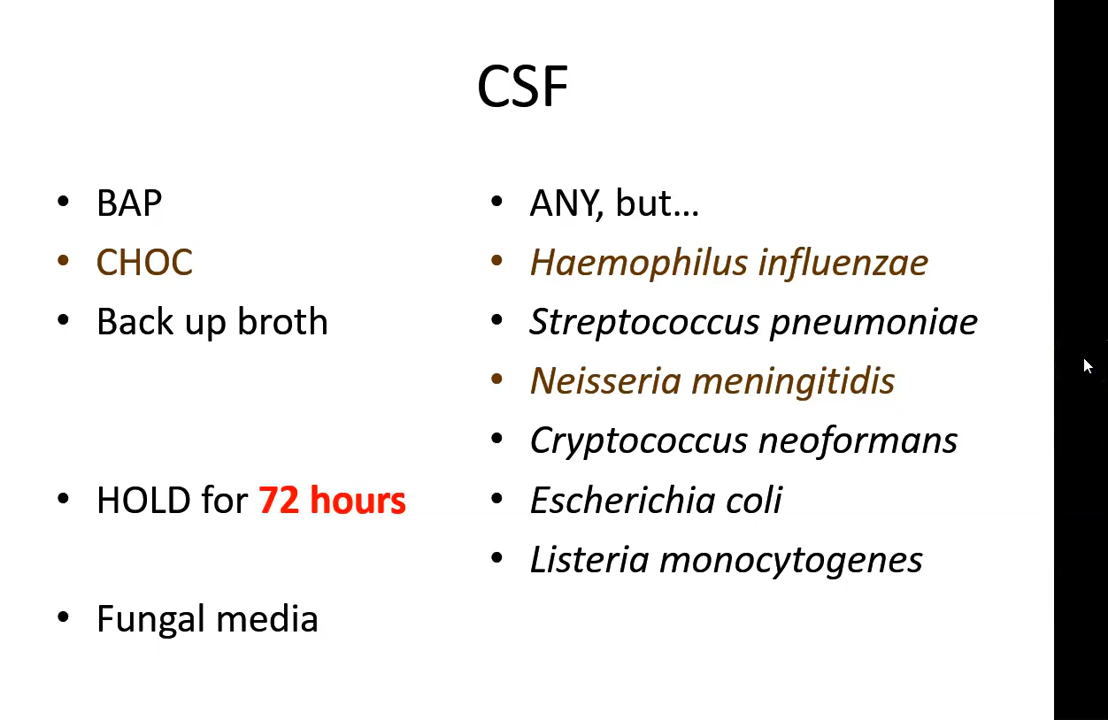 CSF
• BAP
• CHOC
• Back up broth
• HOLD for 72 hours
• Fungal media
• ANY, but…
• Haemophilus influenzae
• Streptococcus pneumoniae
• Neisseria meningitidis
• Cryptococcus neoformans
• Escherichia coli
• Listeria monocytogenes